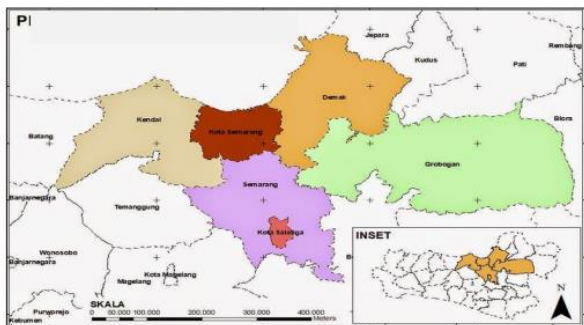 PI
Jepara
Kudus
Rembang
Pati
Demak
Blora
Kendal
Kota Semarang
Batang
Grobogan
Semarang
Temanggung
Banjarnegara
Kota Salatiga
Wonosobo
Banjarnegara
Kota Magelang
Magelang
INSET
Purworejo
Kebumen
SKALA
0 50.000 100.000 200.000 300.000 400.000
Meters
N